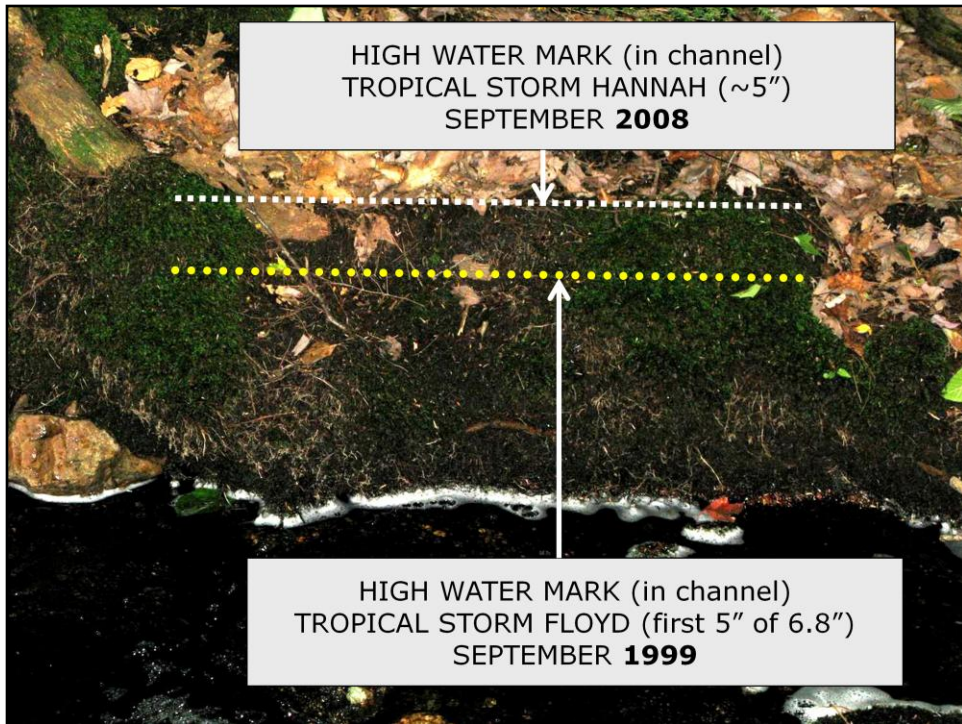 HIGH WATER MARK (in channel)
TROPICAL STORM HANNAH (~5”)
SEPTEMBER 2008
HIGH WATER MARK (in channel)
TROPICAL STORM FLOYD (first 5” of 6.8”)
SEPTEMBER 1999